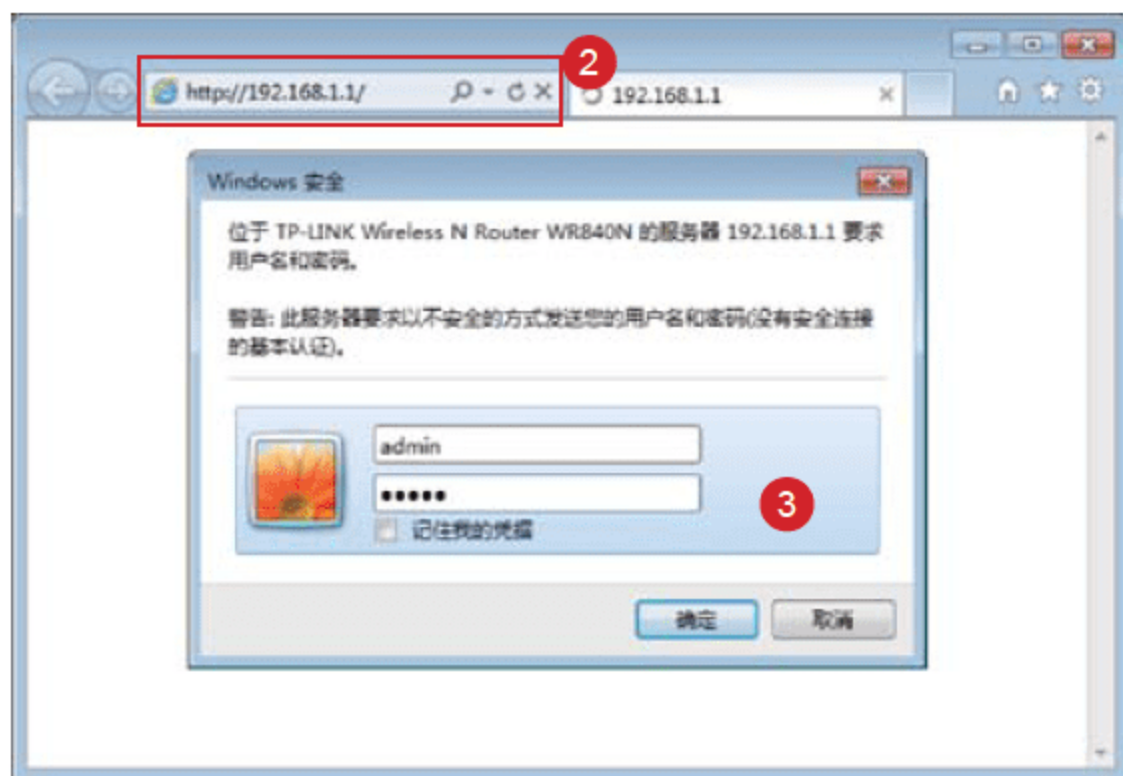 2
http://192.168.1.1/
192.168.1.1
Windows 安全
位于 TP-LINK Wireless N Router WR840N 的服务器 192.168.1.1 要求
用户名和密码。
警告: 此服务器要求以不安全的方式发送您的用户名和密码(没有安全连接
的基本认证)。
admin
•••••
3
记住我的凭据
确定
取消